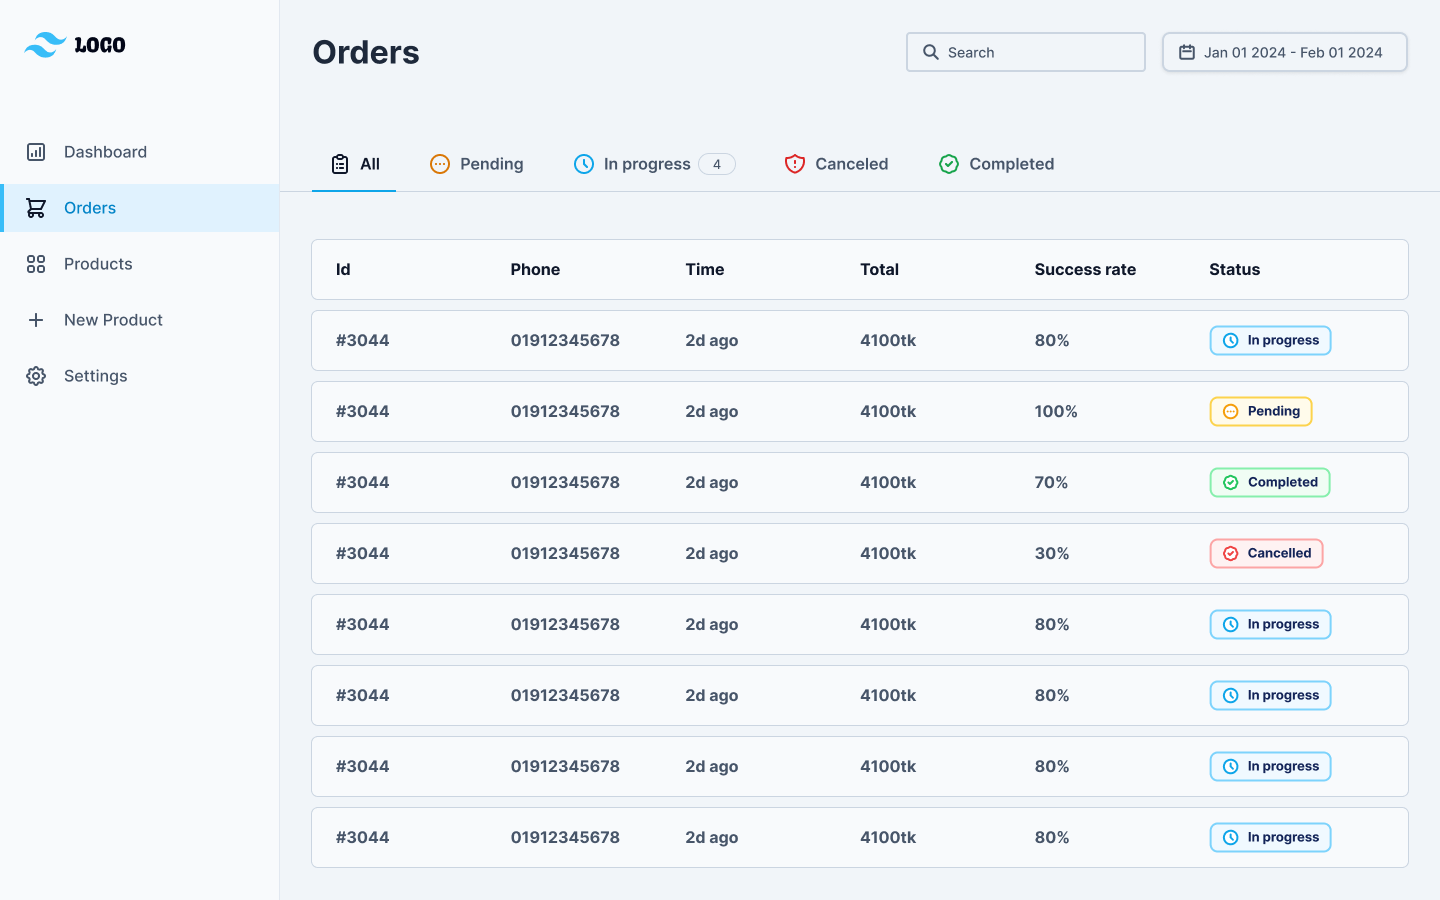 LOGO
Dashboard
Orders
Products
New Product
Settings
Orders
Search
Jan 01 2024 - Feb 01 2024
All Pending In progress 4 Canceled Completed
Id Phone Time Total Success rate Status
#3044 01912345678 2d ago 4100tk 80% In progress
#3044 01912345678 2d ago 4100tk 100% Pending
#3044 01912345678 2d ago 4100tk 70% Completed
#3044 01912345678 2d ago 4100tk 30% Cancelled
#3044 01912345678 2d ago 4100tk 80% In progress
#3044 01912345678 2d ago 4100tk 80% In progress
#3044 01912345678 2d ago 4100tk 80% In progress
#3044 01912345678 2d ago 4100tk 80% In progress